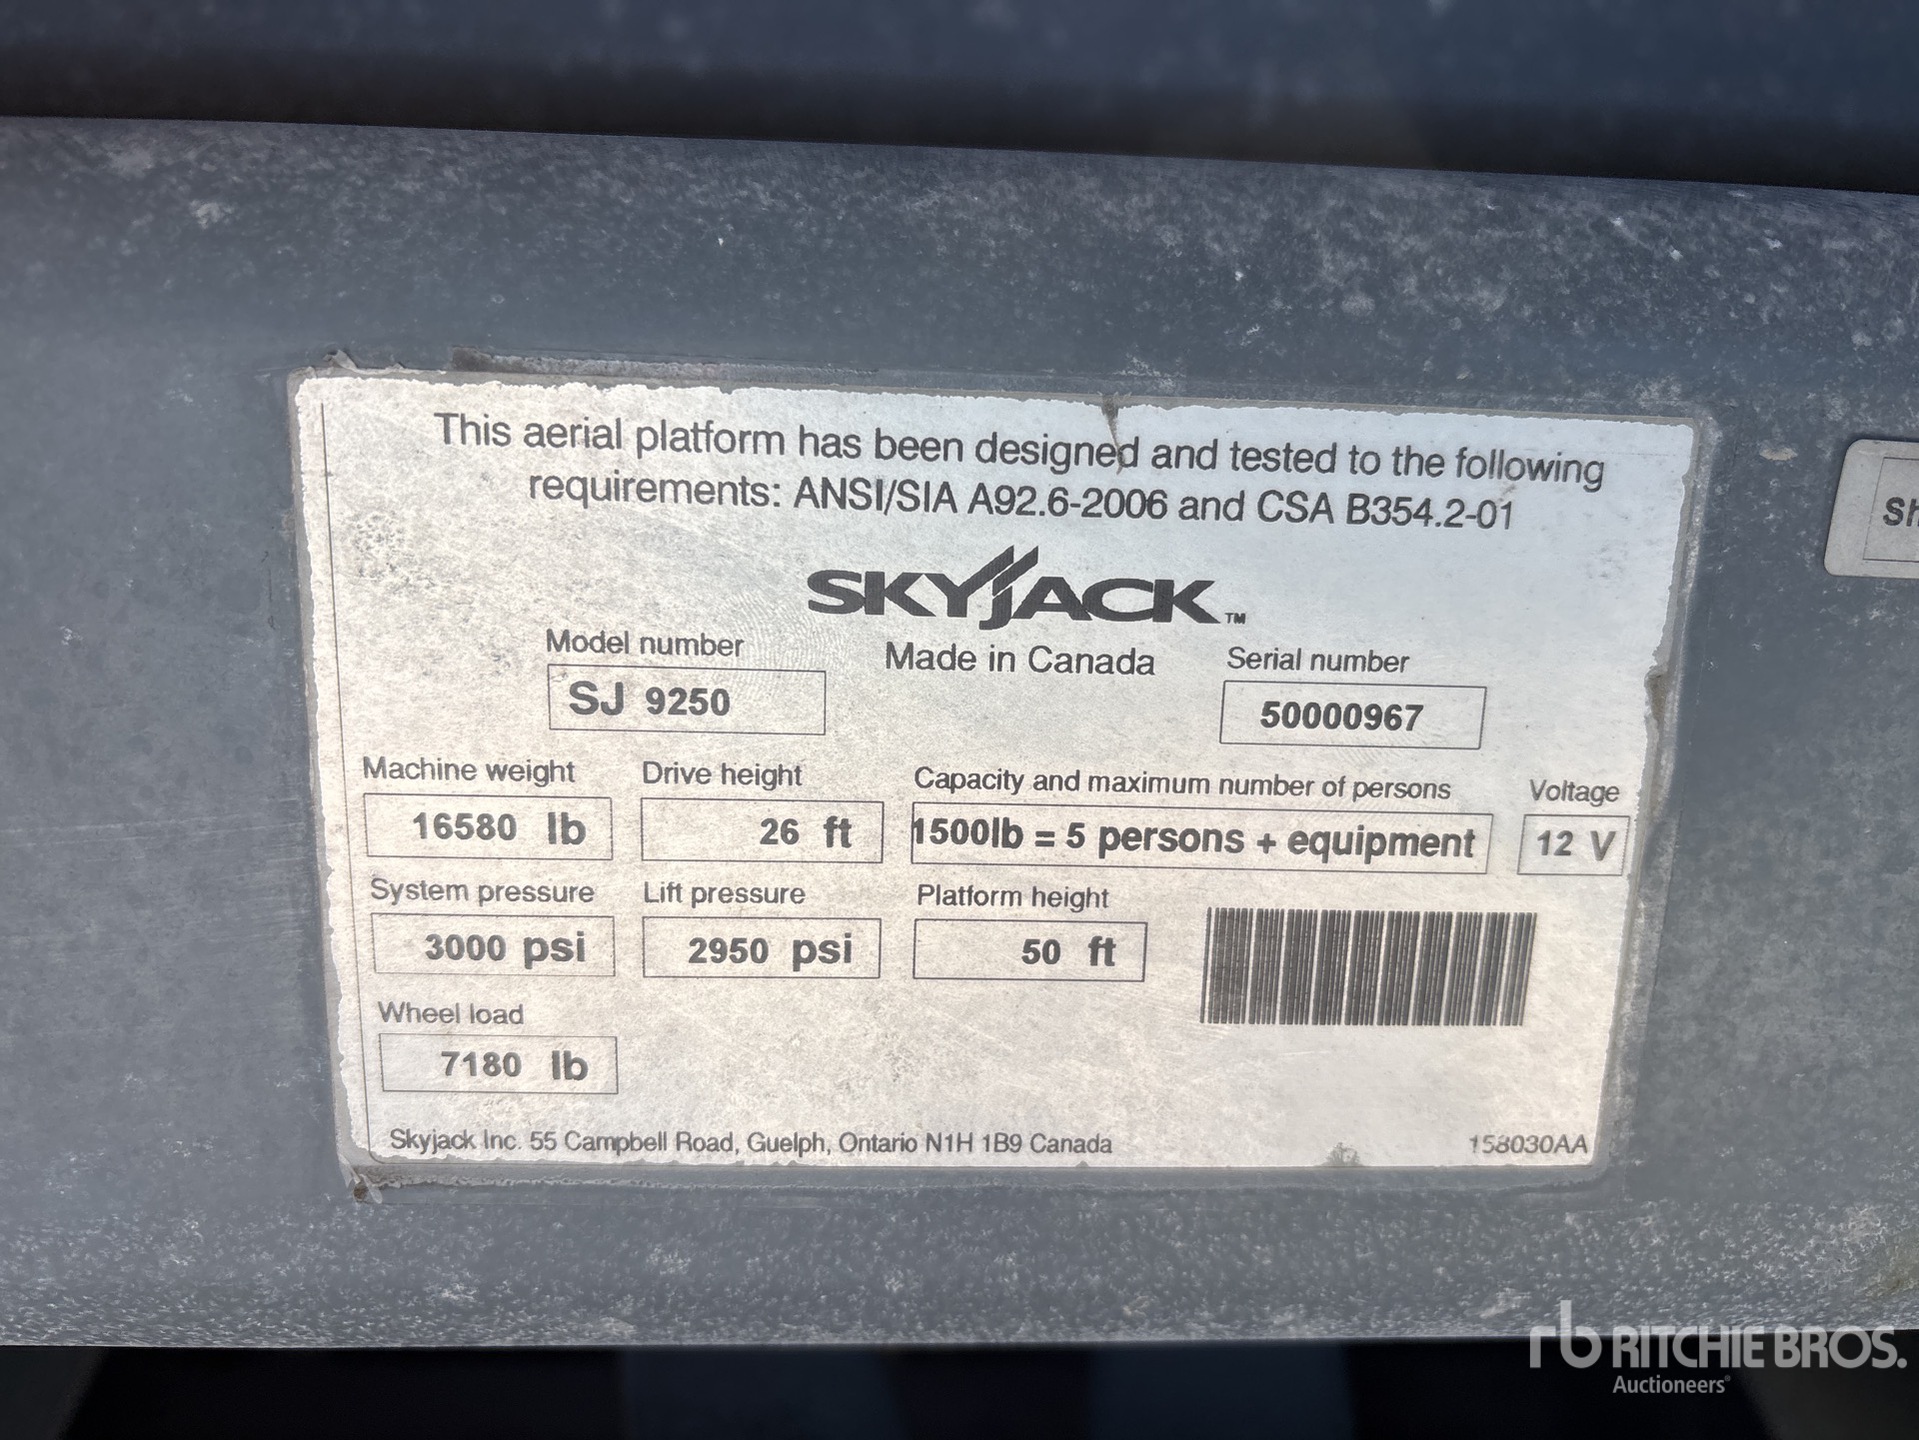 This aerial platform has been designed and tested to the following
requirements: ANSI/SIA A92.6-2006 and CSA B354.2-01
SKYJACK™
Made in Canada
Model number
SJ 9250
Serial number
50000967
Machine weight
16580 lb
Drive height
26 ft
Capacity and maximum number of persons
1500lb = 5 persons + equipment
Voltage
12 V
System pressure
3000 psi
Lift pressure
2950 psi
Platform height
50 ft
Wheel load
7180 lb
Skyjack Inc. 55 Campbell Road, Guelph, Ontario N1H 1B9 Canada
158030AA
rb RITCHIE BROS.
Auctioneers®